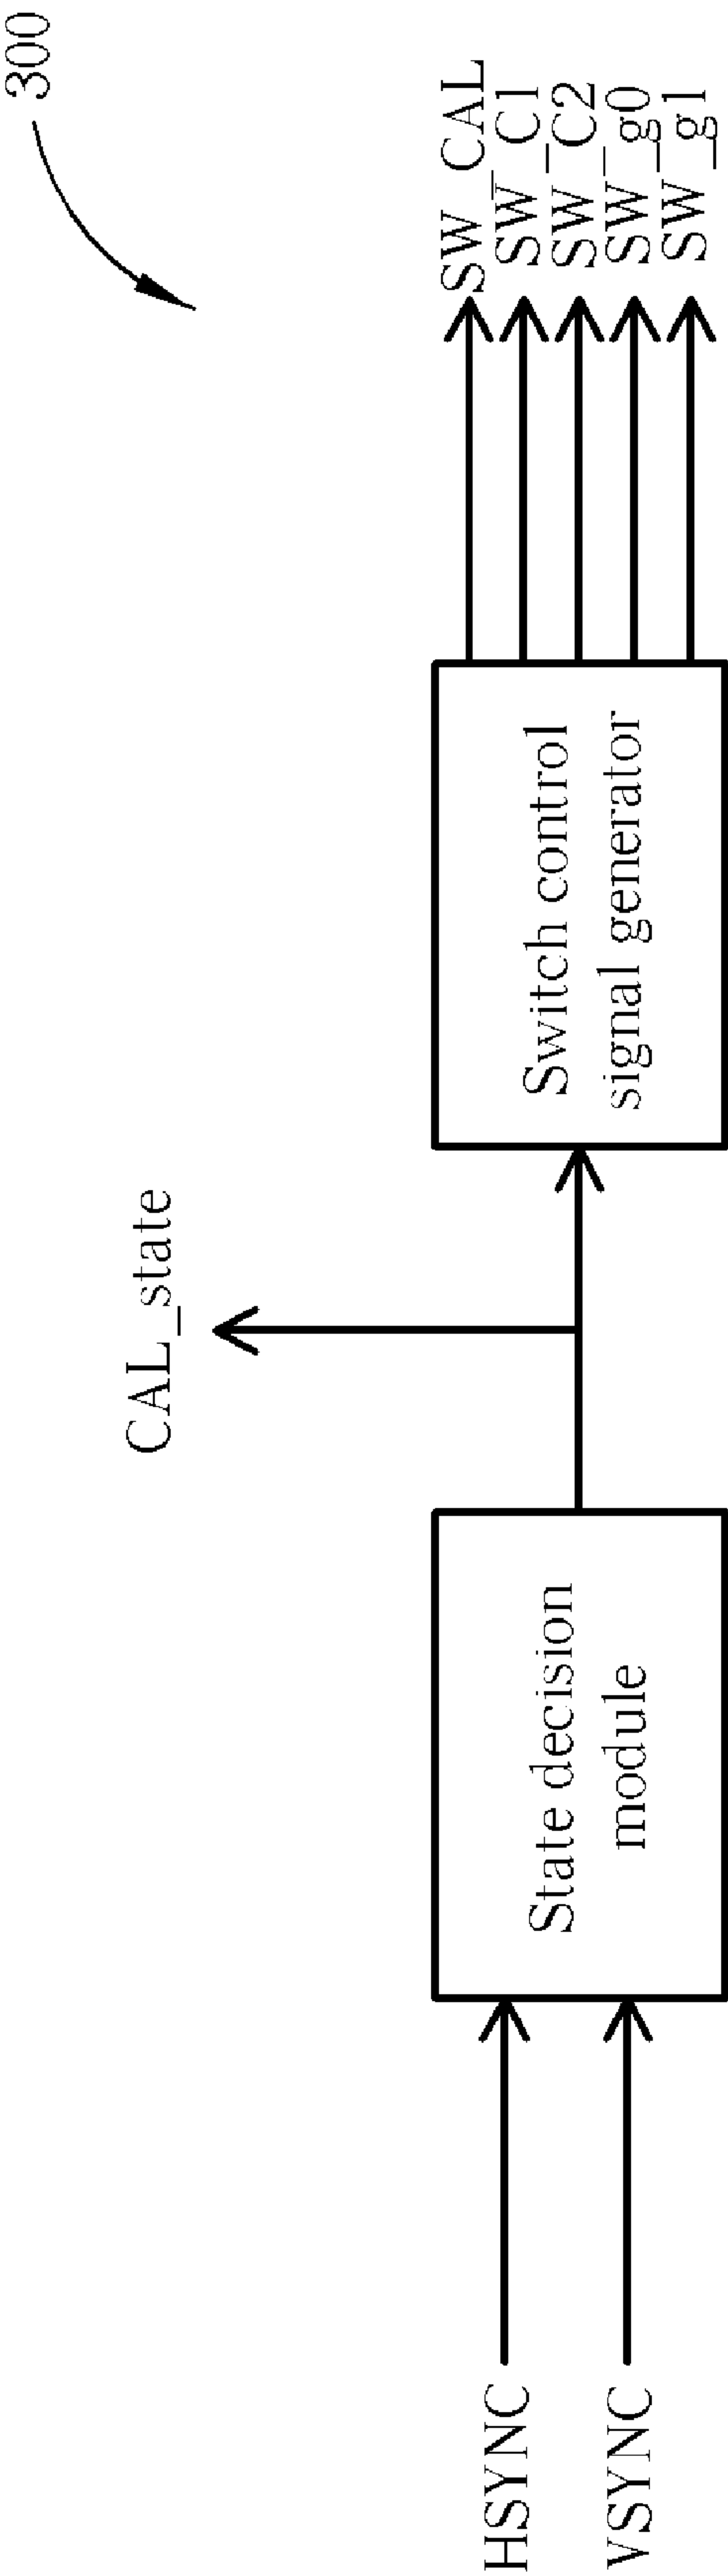 300
CAL_state
HSYNC
VSYNC
State decision
module
Switch control
signal generator
SW_CAL
SW_C1
SW_C2
SW_g0
SW_g1